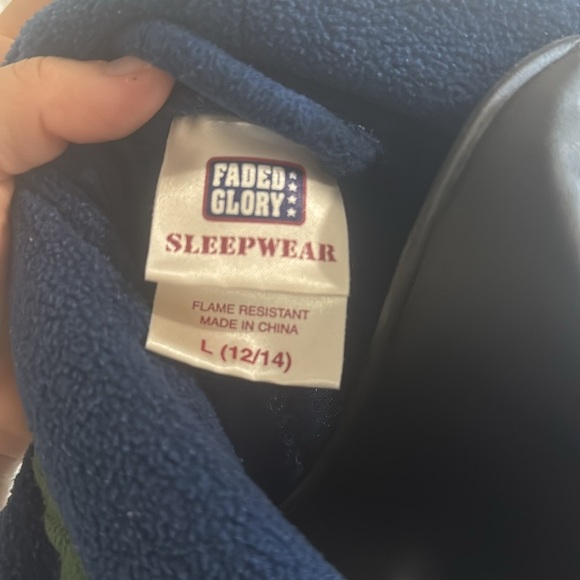 FADED
GLORY
SLEEPWEAR
FLAME RESISTANT
MADE IN CHINA
L (12/14)